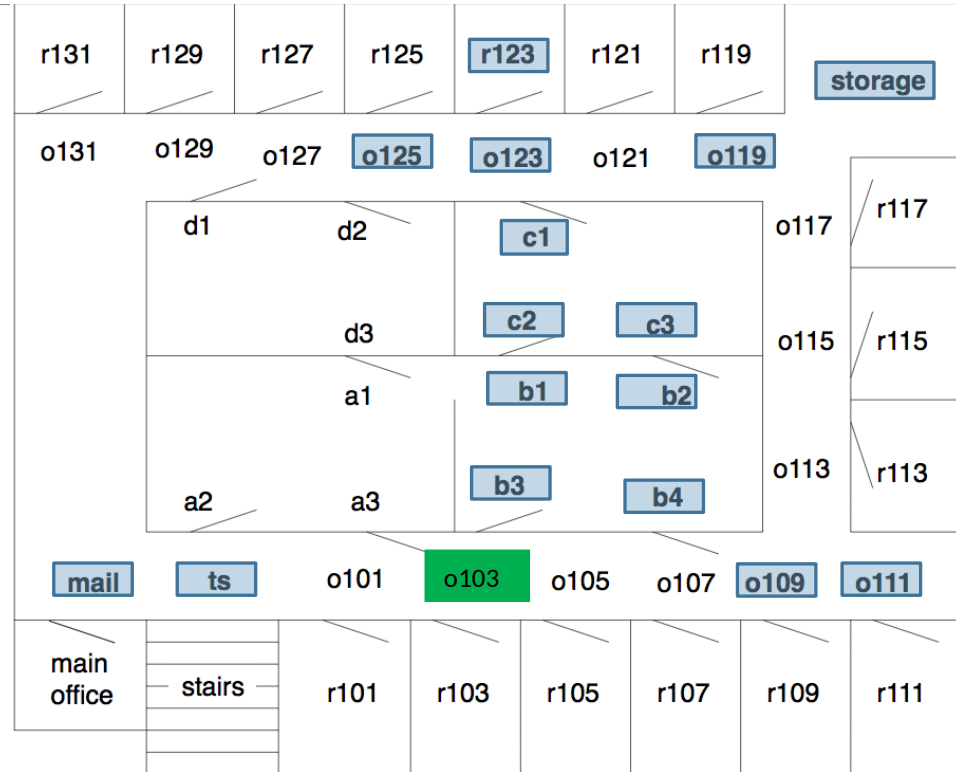 r131 r129 r127 r125 r123 r121 r119
storage
o131 o129 o127 o125 o123 o121 o119
d1 d2 c1 o117 r117
d3 c2 c3 o115 r115
a1 b1 b2
a2 a3 b3 b4 o113 r113
mail ts o101 o103 o105 o107 o109 o111
main
office
stairs r101 r103 r105 r107 r109 r111